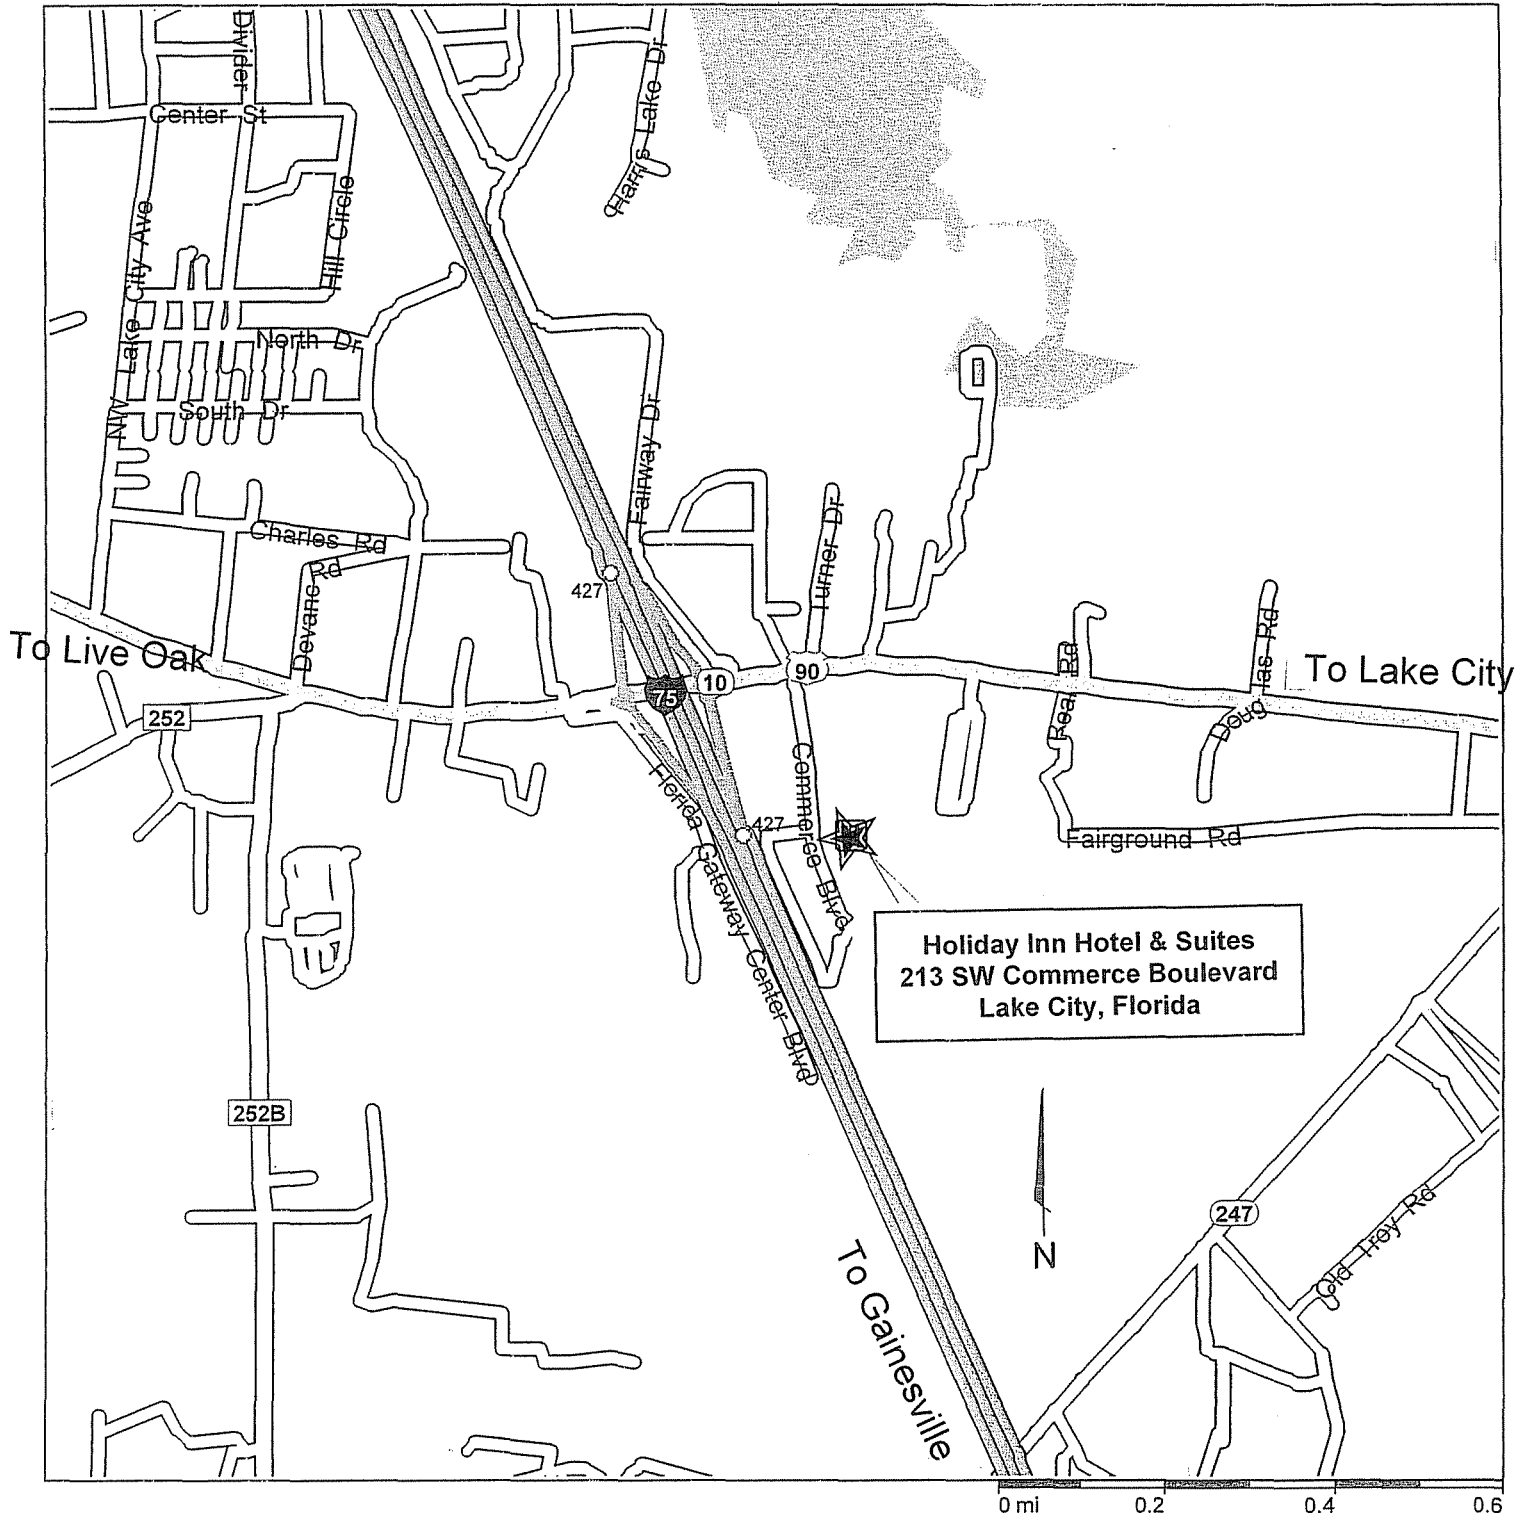 Divider
Center St
Harris Lake Dr
Hill Circle
NW Lake City Ave
North Dr
South Dr
Fairway Dr
Charles Rd
Devane Rd
Turner Dr
427
To Live Oak
To Lake City
252
75
10
90
Real Rd
Douglas Rd
Florida Gateway Center Blvd
427
Commerce Blvd
Fairground Rd
Holiday Inn Hotel & Suites
213 SW Commerce Boulevard
Lake City, Florida
252B
N
247
Old Troy Rd
To Gainesville
0 mi 0.2 0.4 0.6